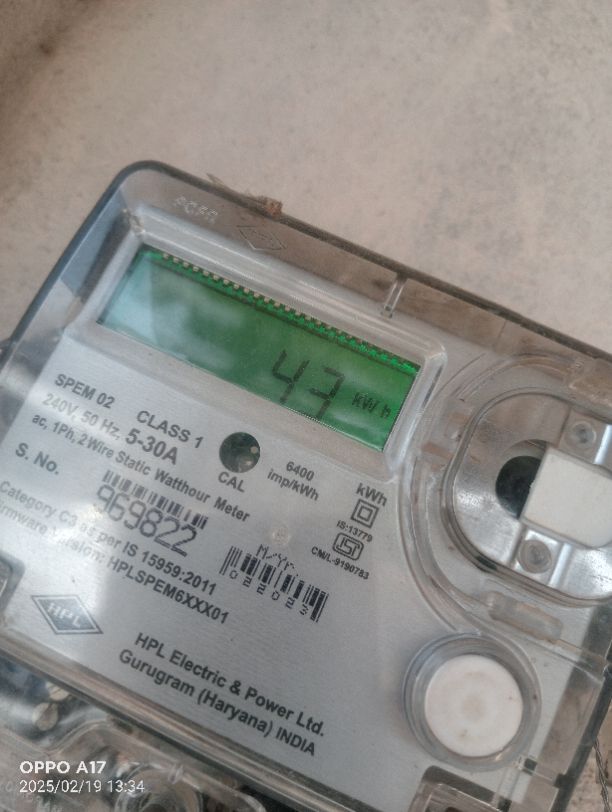 43 kWh
SPEM 02 CLASS 1
240V, 50 Hz, 5-30A
ac, 1Ph, 2 Wire Static Watthour Meter
CAL
6400
imp/kWh
kWh
IS:13779
CM/L-9190783
S. No.
969822
Category C3 as per IS 15959:2011
Firmware Version: HPLSPEM6XXX01
M/Yr.
022023
HPL
HPL Electric & Power Ltd.
Gurugram (Haryana) INDIA
OPPO A17
2025/02/19 13:34